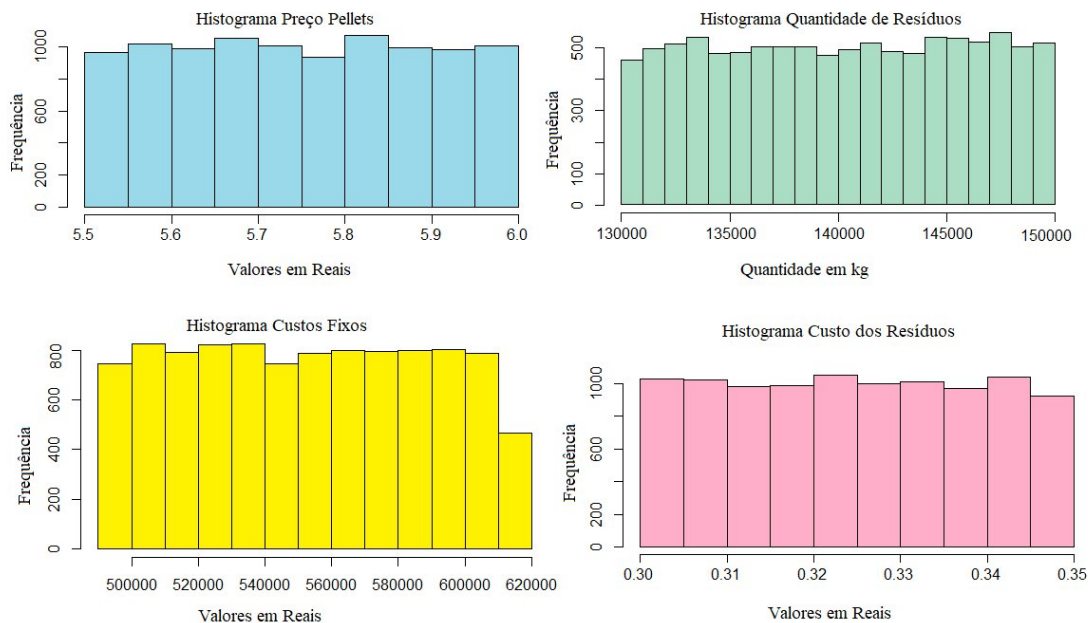 Histograma Preço Pellets
Frequência
0 200 600 1000
5.5 5.6 5.7 5.8 5.9 6.0
Valores em Reais
Histograma Quantidade de Resíduos
Frequência
0 100 300 500
130000 135000 140000 145000 150000
Quantidade em kg
Histograma Custos Fixos
Frequência
0 200 400 600 800
500000 520000 540000 560000 580000 600000 620000
Valores em Reais
Histograma Custo dos Resíduos
Frequência
0 200 600 1000
0.30 0.31 0.32 0.33 0.34 0.35
Valores em Reais